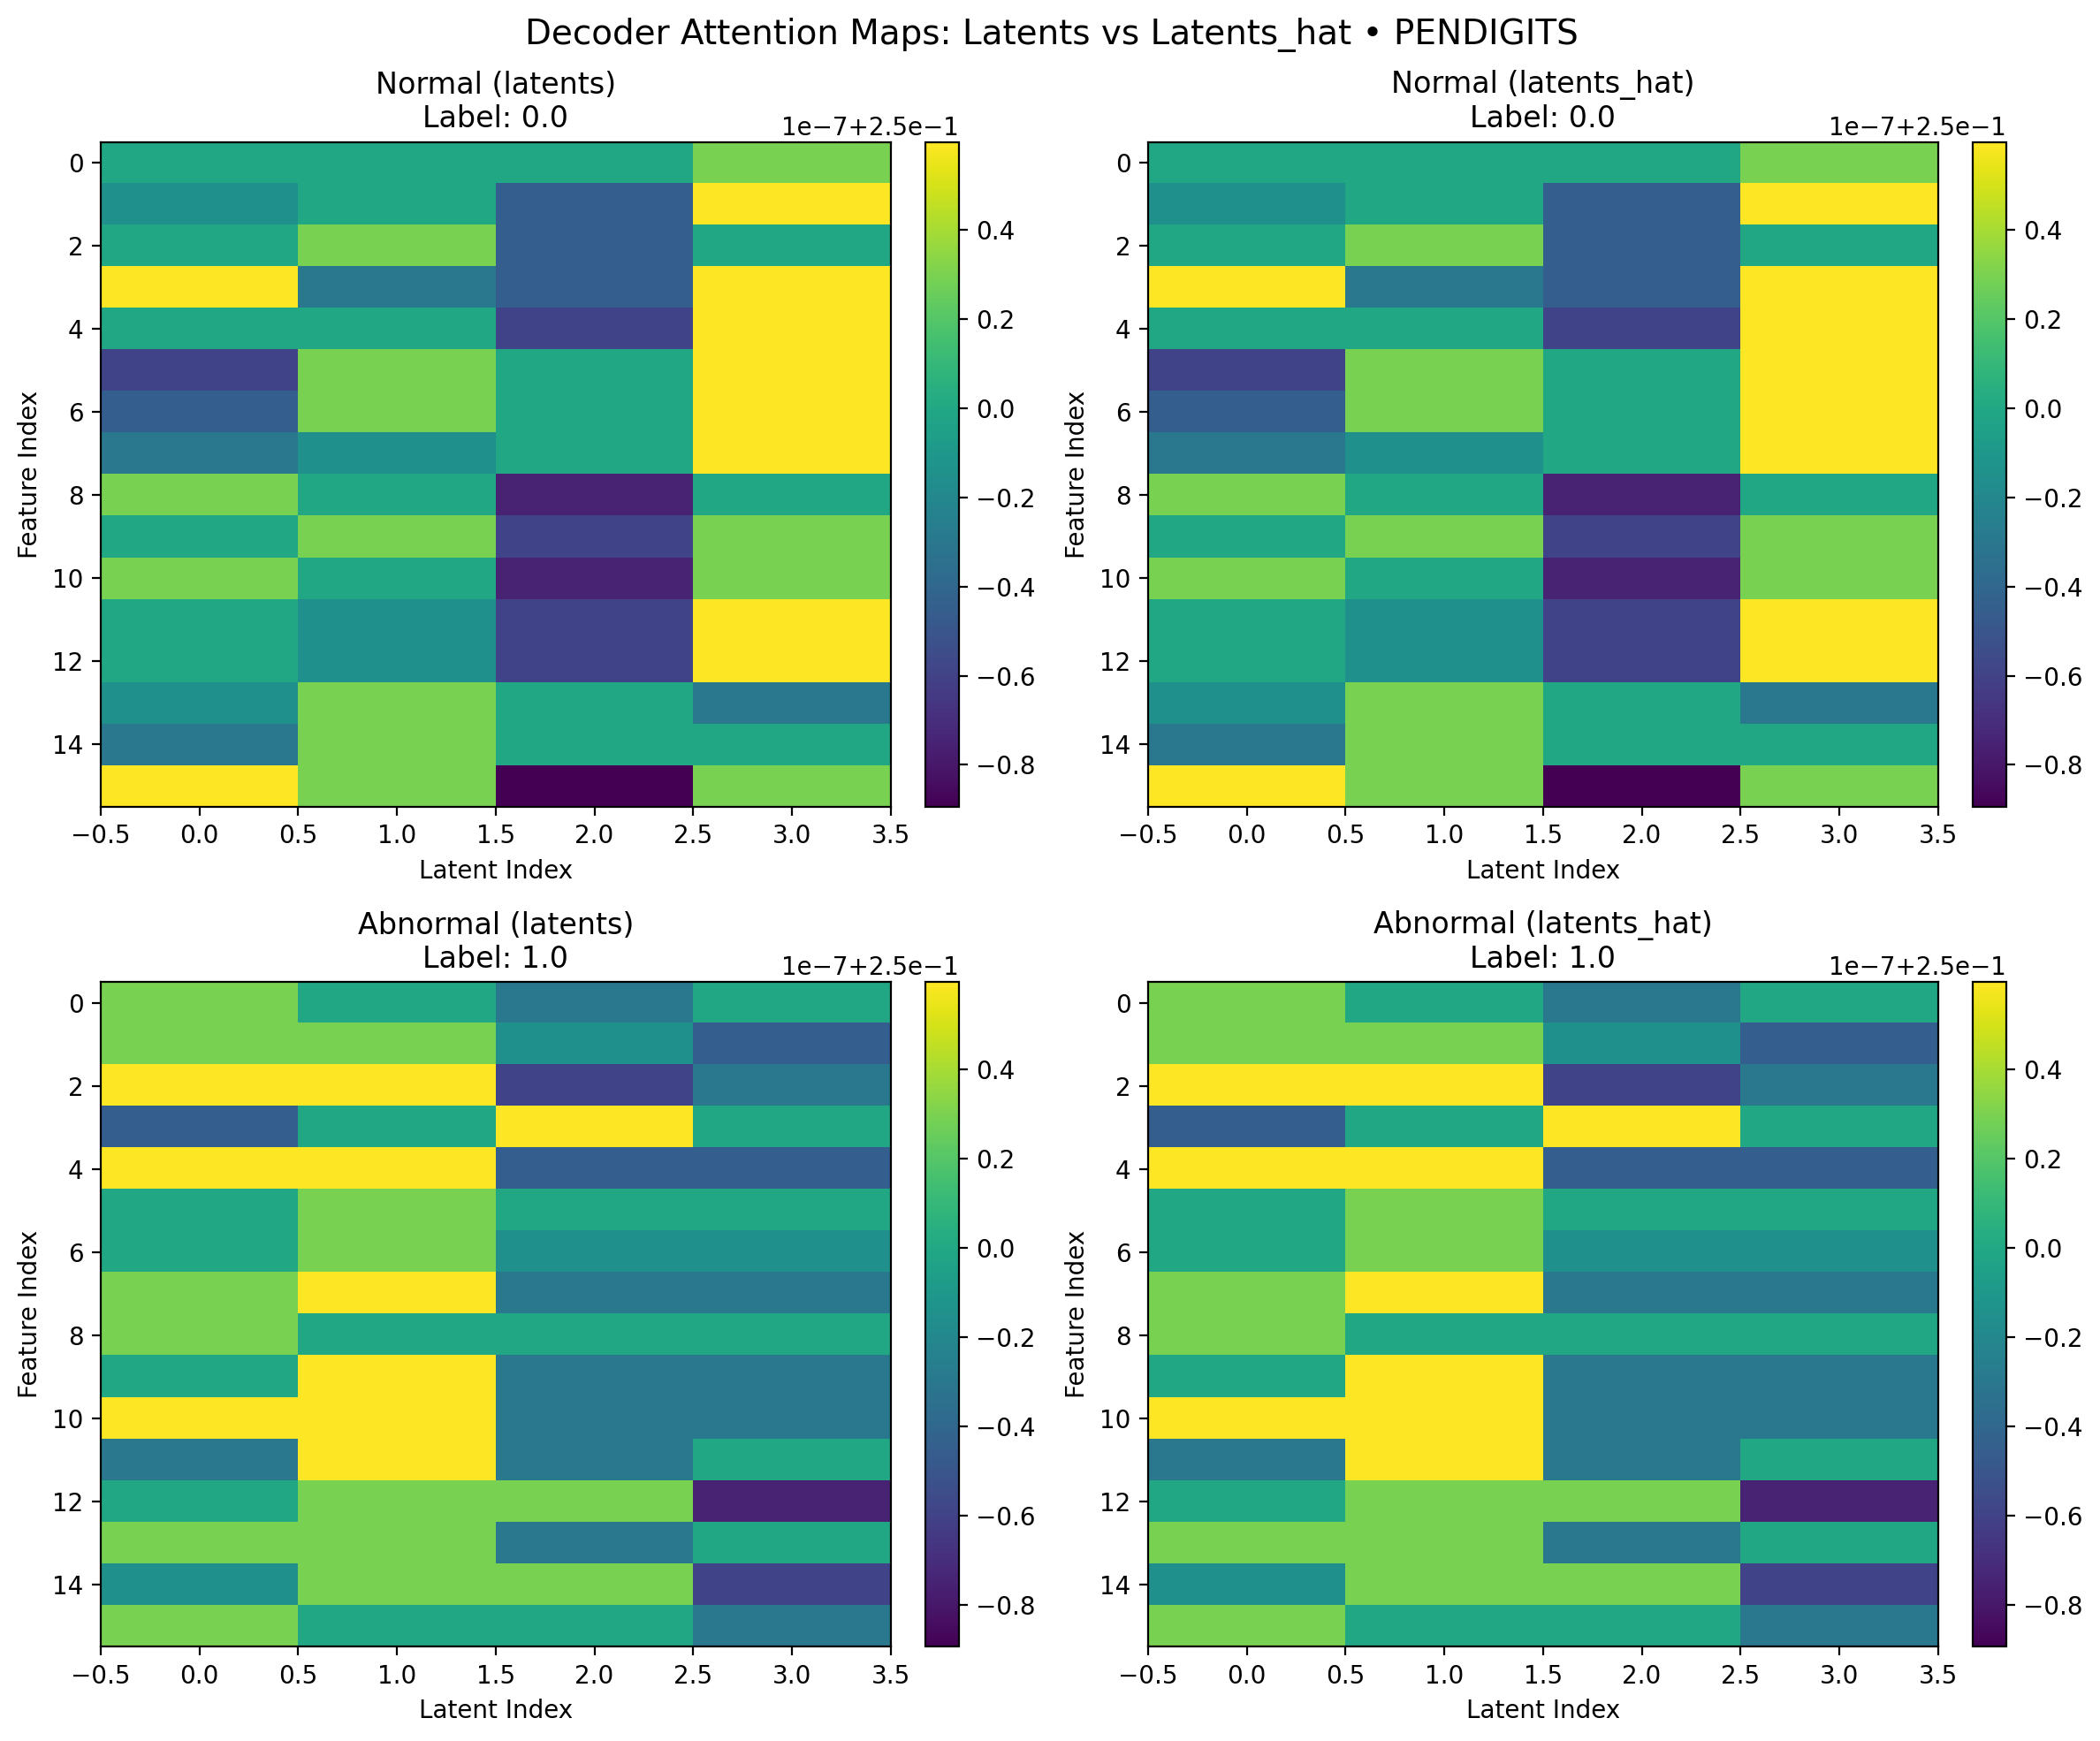 Decoder Attention Maps: Latents vs Latents_hat • PENDIGITS
Normal (latents)
Label: 0.0
1e−7+2.5e−1
Feature Index
0
2
4
6
8
10
12
14
−0.5 0.0 0.5 1.0 1.5 2.0 2.5 3.0 3.5
Latent Index
0.4
0.2
0.0
−0.2
−0.4
−0.6
−0.8
Normal (latents_hat)
Label: 0.0
1e−7+2.5e−1
Feature Index
0
2
4
6
8
10
12
14
−0.5 0.0 0.5 1.0 1.5 2.0 2.5 3.0 3.5
Latent Index
0.4
0.2
0.0
−0.2
−0.4
−0.6
−0.8
Abnormal (latents)
Label: 1.0
1e−7+2.5e−1
Feature Index
0
2
4
6
8
10
12
14
−0.5 0.0 0.5 1.0 1.5 2.0 2.5 3.0 3.5
Latent Index
0.4
0.2
0.0
−0.2
−0.4
−0.6
−0.8
Abnormal (latents_hat)
Label: 1.0
1e−7+2.5e−1
Feature Index
0
2
4
6
8
10
12
14
−0.5 0.0 0.5 1.0 1.5 2.0 2.5 3.0 3.5
Latent Index
0.4
0.2
0.0
−0.2
−0.4
−0.6
−0.8